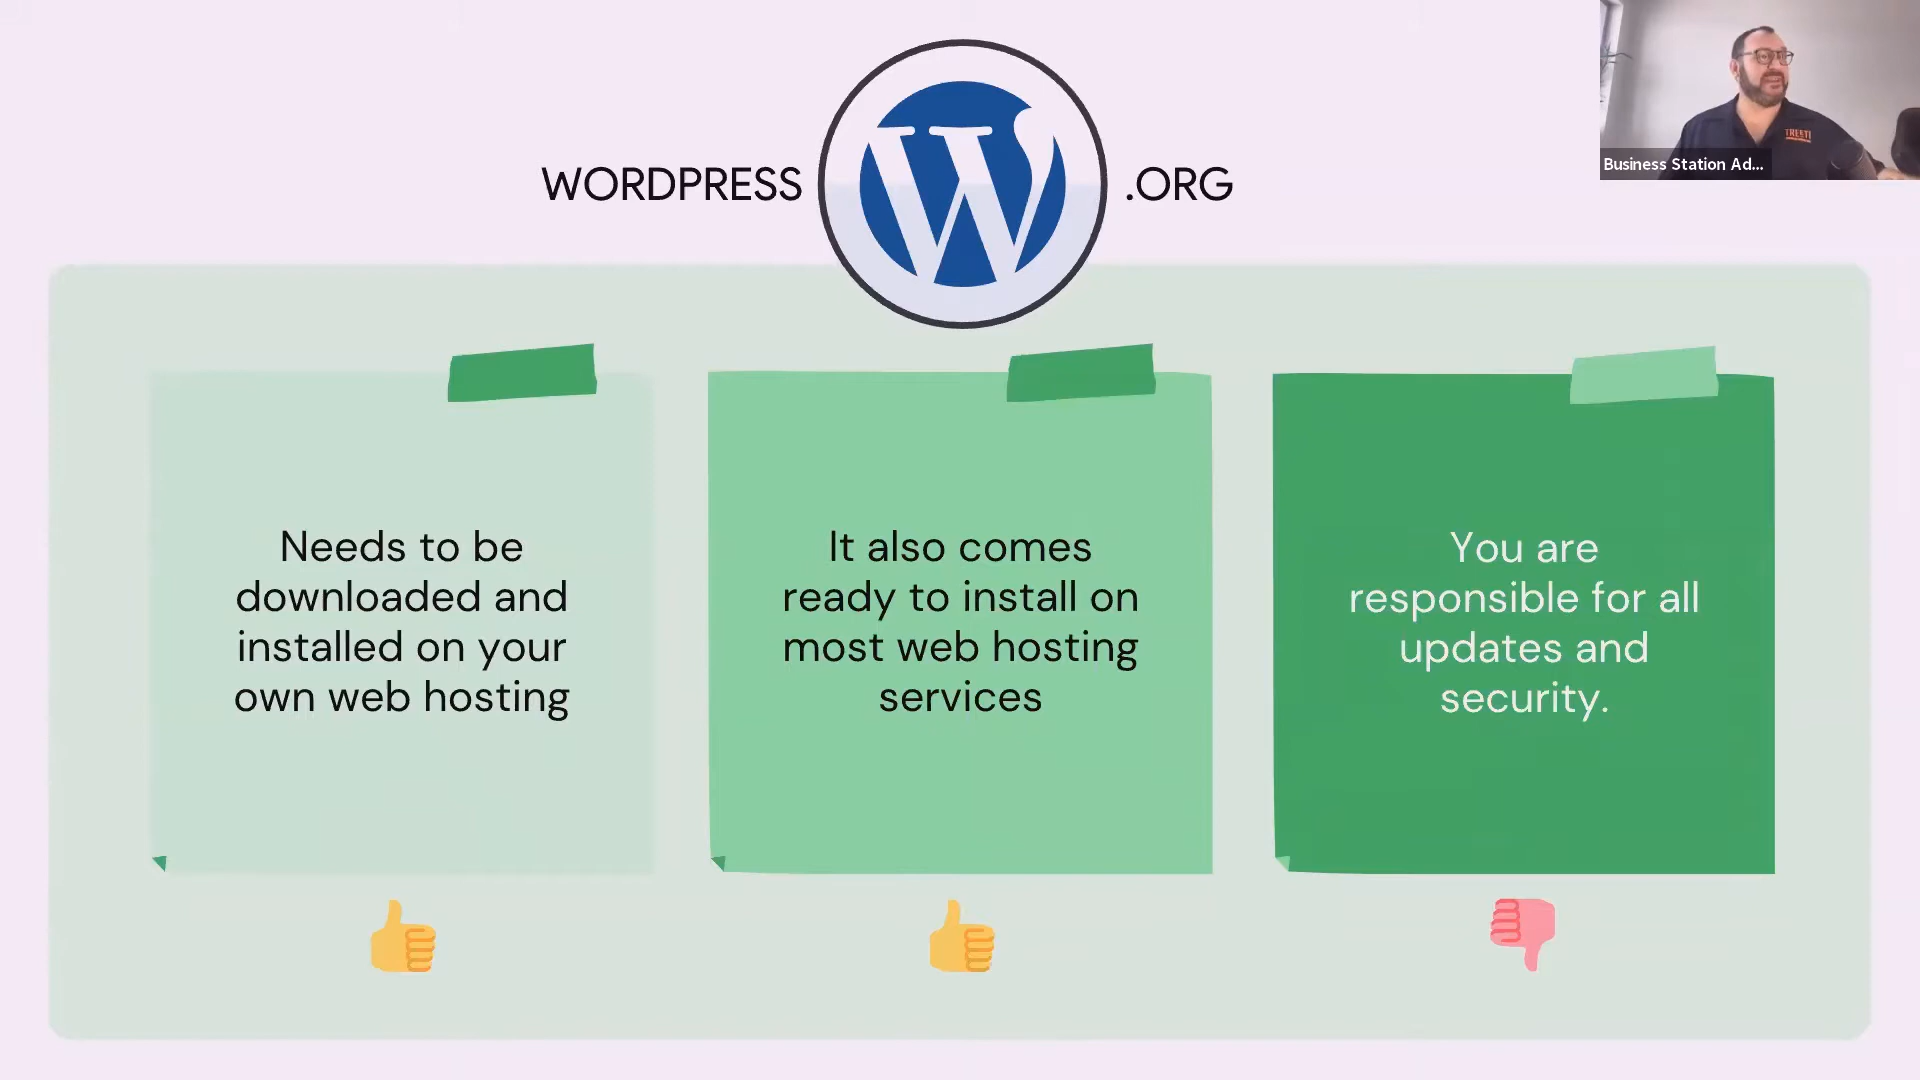 WORDPRESS
.ORG
Business Station Ad...
TREETI
Needs to be
downloaded and
installed on your
own web hosting
It also comes
ready to install on
most web hosting
services
You are
responsible for all
updates and
security.